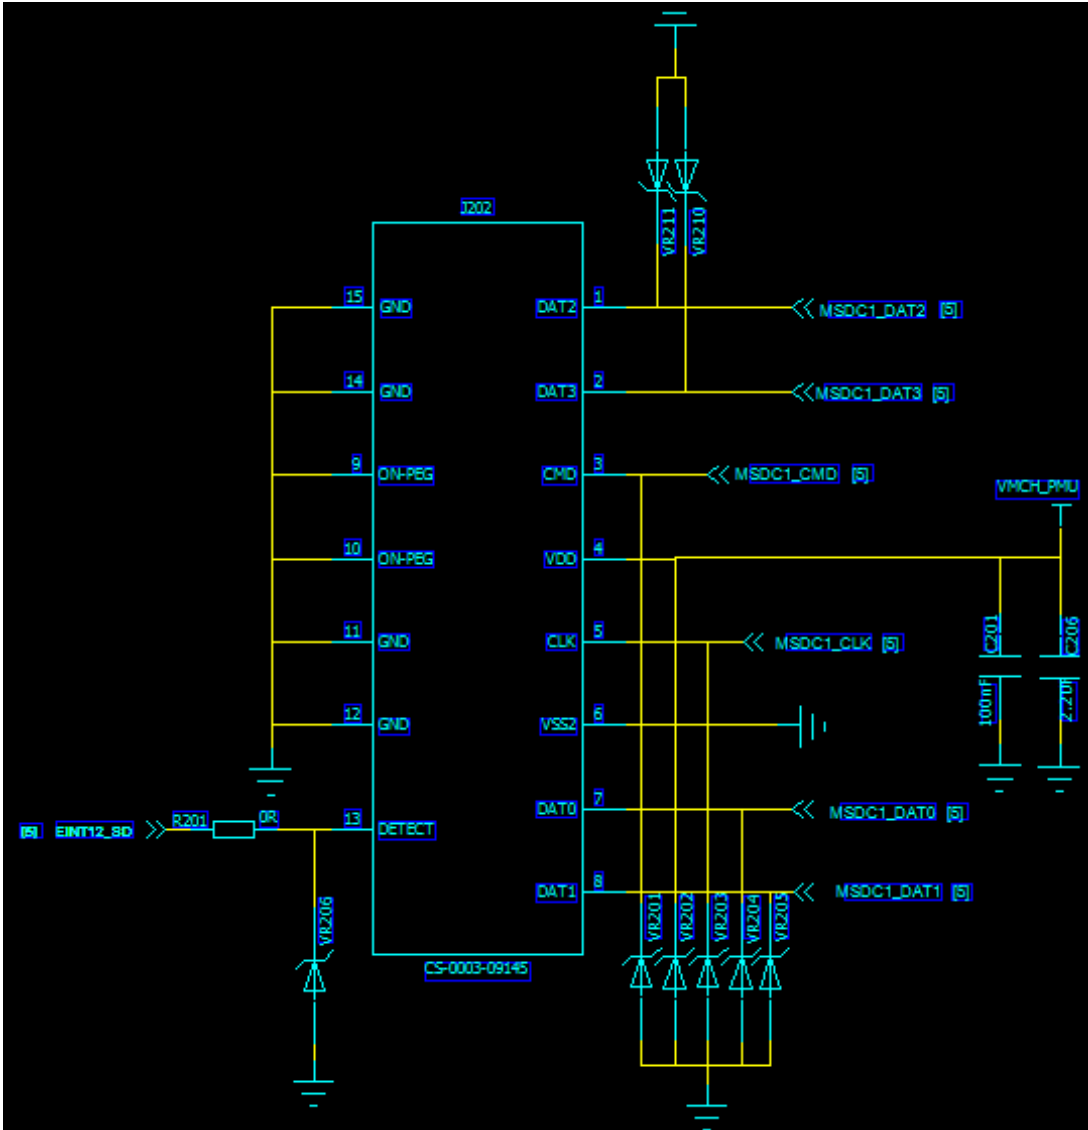 J202
VR211
VR210
15 GND DAT2 1 MSDC1_DAT2 [5]
14 GND DAT3 2 MSDC1_DAT3 [5]
9 ON-PEG CMD 3 MSDC1_CMD [5]
VMCH_PMU
10 ON-PEG VDD 4
11 GND CLK 5 MSDC1_CLK [5]
C201
C206
100nF
12 GND VSS2 6
[5] EINT12_SD R201 0R 13 DETECT DAT0 7 MSDC1_DAT0 [5]
DAT1 8 MSDC1_DAT1 [5]
VR206
VR201
VR202
VR203
VR204
VR205
CS-0003-09145